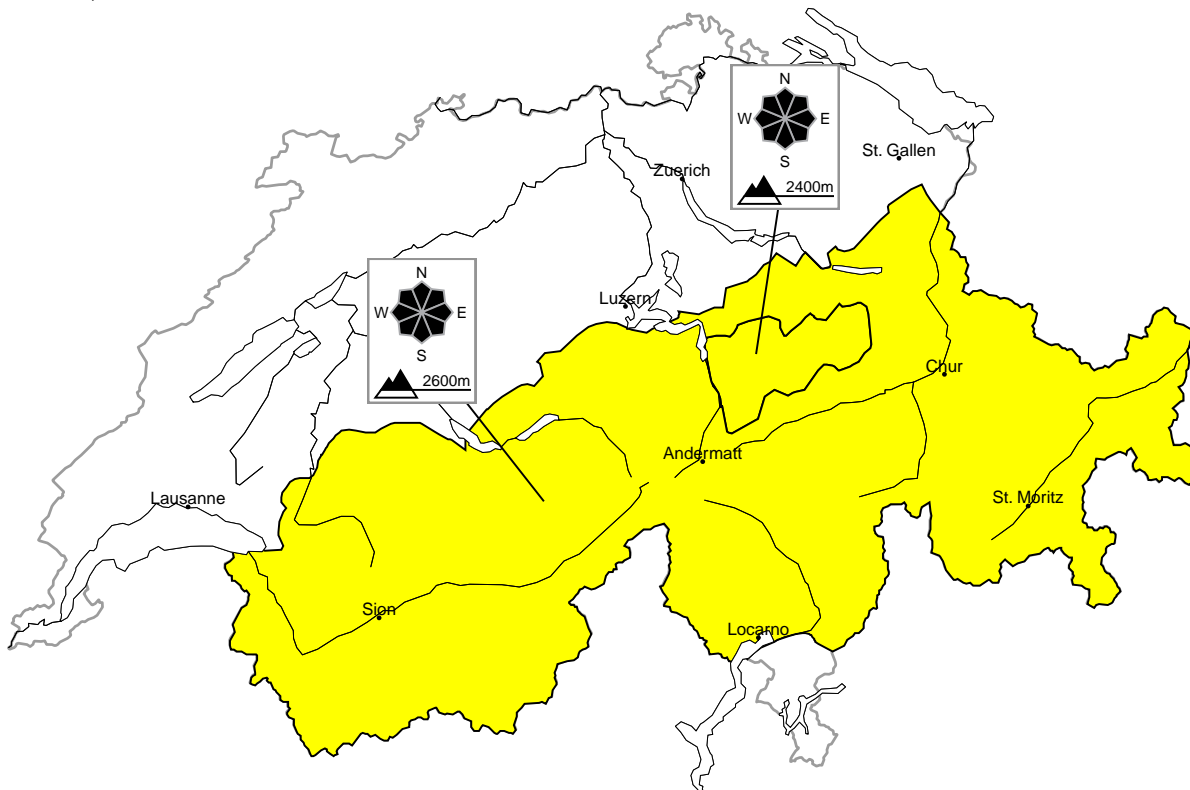 N
W E
S
2400m
St. Gallen
Zuerich
N
W E
S
2600m
Luzern
Chur
Andermatt
Lausanne
St. Moritz
Sion
Locarno